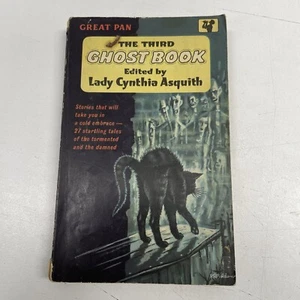 GREAT PAN
THE THIRD
GHOST BOOK
Edited by
Lady Cynthia Asquith
Stories that will
take you in
a cold embrace —
27 startling tales
of the tormented
and the damned